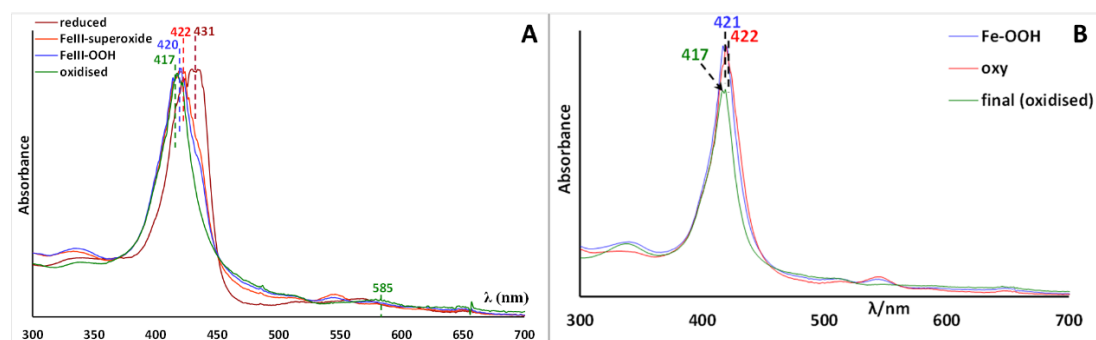 reduced
FeIII-superoxide
FeIII-OOH
oxidised
422 431
420
417
A
585
λ (nm)
Absorbance
300 350 400 450 500 550 600 650 700
421
422
417
B
Fe-OOH
oxy
final (oxidised)
Absorbance
λ/nm
300 400 500 600 700